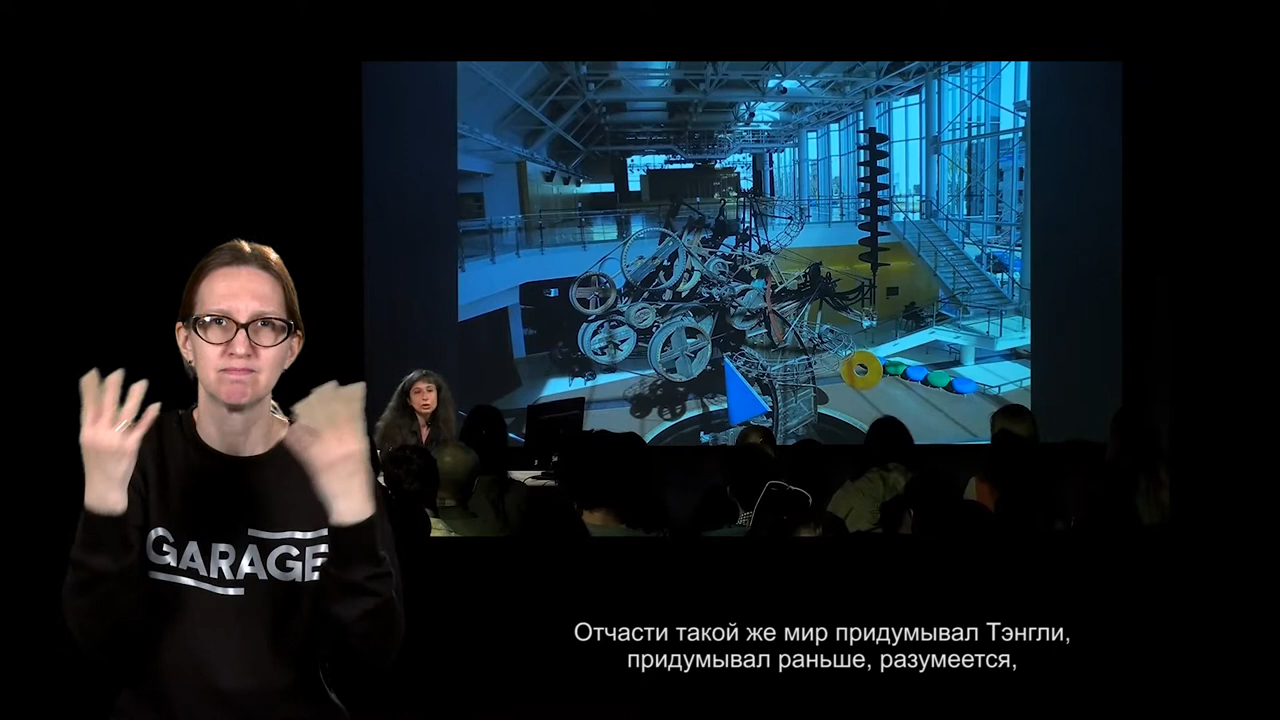 GARAGE
Отчасти такой же мир придумывал Тэнгли,
придумывал раньше, разумеется,